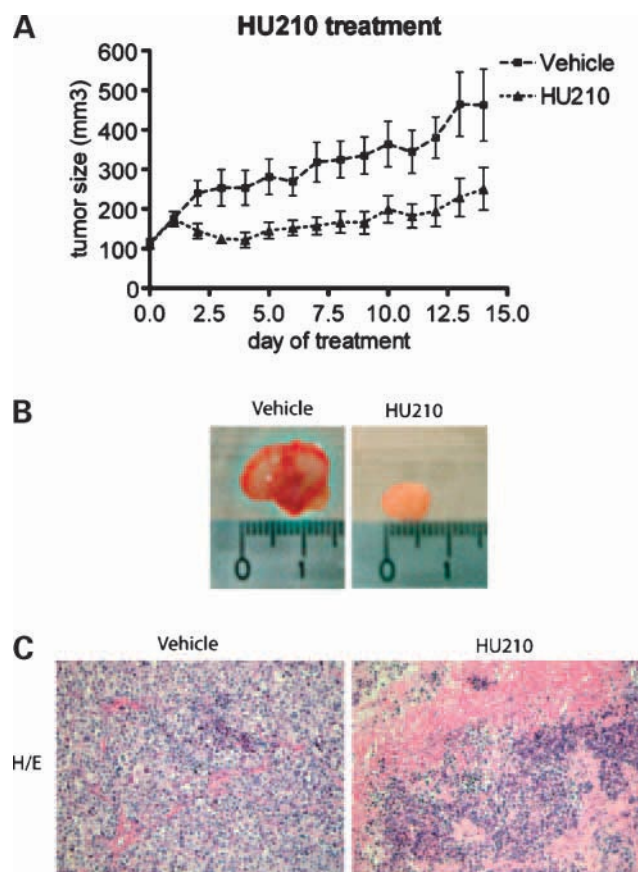 A
HU210 treatment
600
500
400
300
200
100
0
tumor size (mm3)
0.0 2.5 5.0 7.5 10.0 12.5 15.0
day of treatment
Vehicle
HU210
B
Vehicle HU210
0 1 0 1
C
Vehicle HU210
H/E